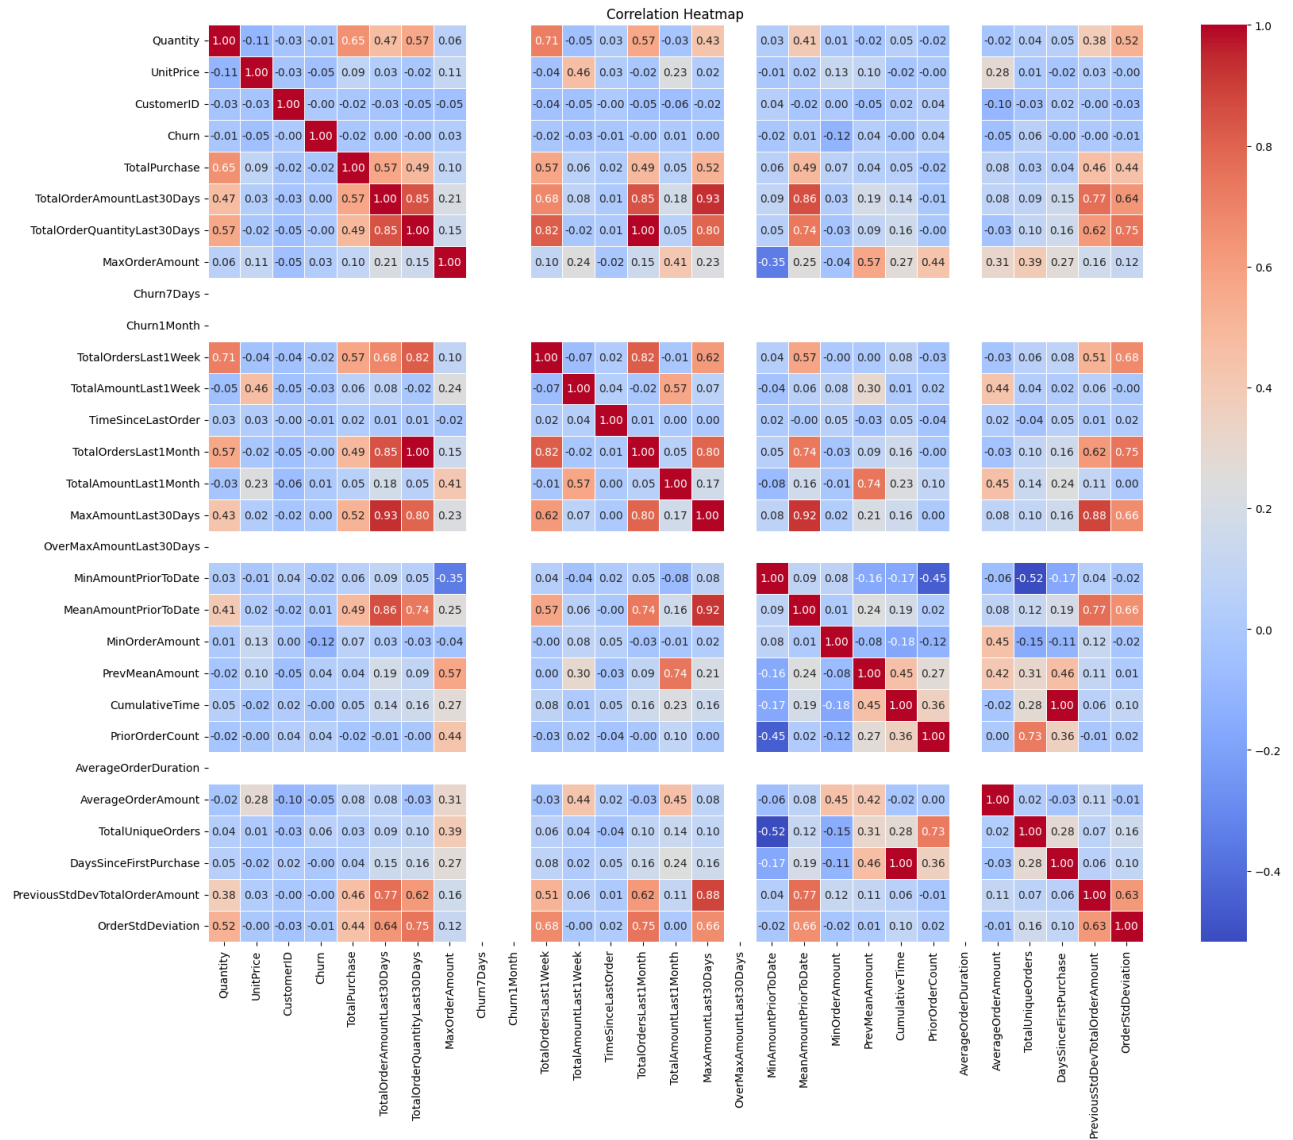 Correlation Heatmap
Quantity 1.00 -0.11 -0.03 -0.01 0.65 0.47 0.57 0.06 0.71 -0.05 0.03 0.57 -0.03 0.43 0.03 0.41 0.01 -0.02 0.05 -0.02 -0.02 0.04 0.05 0.38 0.52
UnitPrice -0.11 1.00 -0.03 -0.05 0.09 0.03 -0.02 0.11 -0.04 0.46 0.03 -0.02 0.23 0.02 -0.01 0.02 0.13 0.10 -0.02 -0.00 0.28 0.01 -0.02 0.03 -0.00
CustomerID -0.03 -0.03 1.00 -0.00 -0.02 -0.03 -0.05 -0.05 -0.04 -0.05 -0.00 -0.05 -0.06 -0.02 0.04 -0.02 0.00 -0.05 0.02 0.04 -0.10 -0.03 0.02 -0.00 -0.03
Churn -0.01 -0.05 -0.00 1.00 -0.02 0.00 -0.00 0.03 -0.02 -0.03 -0.01 -0.00 0.01 0.00 -0.02 0.01 -0.12 0.04 -0.00 0.04 -0.05 0.06 -0.00 -0.00 -0.01
TotalPurchase 0.65 0.09 -0.02 -0.02 1.00 0.57 0.49 0.10 0.57 0.06 0.02 0.49 0.05 0.52 0.06 0.49 0.07 0.04 0.05 -0.02 0.08 0.03 0.04 0.46 0.44
TotalOrderAmountLast30Days 0.47 0.03 -0.03 0.00 0.57 1.00 0.85 0.21 0.68 0.08 0.01 0.85 0.18 0.93 0.09 0.86 0.03 0.19 0.14 -0.01 0.08 0.09 0.15 0.77 0.64
TotalOrderQuantityLast30Days 0.57 -0.02 -0.05 -0.00 0.49 0.85 1.00 0.15 0.82 -0.02 0.01 1.00 0.05 0.80 0.05 0.74 -0.03 0.09 0.16 -0.00 -0.03 0.10 0.16 0.62 0.75
MaxOrderAmount 0.06 0.11 -0.05 0.03 0.10 0.21 0.15 1.00 0.10 0.24 -0.02 0.15 0.41 0.23 -0.35 0.25 -0.04 0.57 0.27 0.44 0.31 0.39 0.27 0.16 0.12
Churn7Days
Churn1Month
TotalOrdersLast1Week 0.71 -0.04 -0.04 -0.02 0.57 0.68 0.82 0.10 1.00 -0.07 0.02 0.82 -0.01 0.62 0.04 0.57 -0.00 0.00 0.08 -0.03 -0.03 0.06 0.08 0.51 0.68
TotalAmountLast1Week -0.05 0.46 -0.05 -0.03 0.06 0.08 -0.02 0.24 -0.07 1.00 0.04 -0.02 0.57 0.07 -0.04 0.06 0.08 0.30 0.01 0.02 0.44 0.04 0.02 0.06 -0.00
TimeSinceLastOrder 0.03 0.03 -0.00 -0.01 0.02 0.01 0.01 -0.02 0.02 0.04 1.00 0.01 0.00 0.00 0.02 -0.00 0.05 -0.03 0.05 -0.04 0.02 -0.04 0.05 0.01 0.02
TotalOrdersLast1Month 0.57 -0.02 -0.05 -0.00 0.49 0.85 1.00 0.15 0.82 -0.02 0.01 1.00 0.05 0.80 0.05 0.74 -0.03 0.09 0.16 -0.00 -0.03 0.10 0.16 0.62 0.75
TotalAmountLast1Month -0.03 0.23 -0.06 0.01 0.05 0.18 0.05 0.41 -0.01 0.57 0.00 0.05 1.00 0.17 -0.08 0.16 -0.01 0.74 0.23 0.10 0.45 0.14 0.24 0.11 0.00
MaxAmountLast30Days 0.43 0.02 -0.02 0.00 0.52 0.93 0.80 0.23 0.62 0.07 0.00 0.80 0.17 1.00 0.08 0.92 0.02 0.21 0.16 0.00 0.08 0.10 0.16 0.88 0.66
OverMaxAmountLast30Days
MinAmountPriorToDate 0.03 -0.01 0.04 -0.02 0.06 0.09 0.05 -0.35 0.04 -0.04 0.02 0.05 -0.08 0.08 1.00 0.09 0.08 -0.16 -0.17 -0.45 -0.06 -0.52 -0.17 0.04 -0.02
MeanAmountPriorToDate 0.41 0.02 -0.02 0.01 0.49 0.86 0.74 0.25 0.57 0.06 -0.00 0.74 0.16 0.92 0.09 1.00 0.01 0.24 0.19 0.02 0.08 0.12 0.19 0.77 0.66
MinOrderAmount 0.01 0.13 0.00 -0.12 0.07 0.03 -0.03 -0.04 -0.00 0.08 0.05 -0.03 -0.01 0.02 0.08 0.01 1.00 -0.08 -0.18 -0.12 0.45 -0.15 -0.11 0.12 -0.02
PrevMeanAmount -0.02 0.10 -0.05 0.04 0.04 0.19 0.09 0.57 0.00 0.30 -0.03 0.09 0.74 0.21 -0.16 0.24 -0.08 1.00 0.45 0.27 0.42 0.31 0.46 0.11 0.01
CumulativeTime 0.05 -0.02 0.02 -0.00 0.05 0.14 0.16 0.27 0.08 0.01 0.05 0.16 0.23 0.16 -0.17 0.19 -0.18 0.45 1.00 0.36 -0.02 0.28 1.00 0.06 0.10
PriorOrderCount -0.02 -0.00 0.04 0.04 -0.02 -0.01 -0.00 0.44 -0.03 0.02 -0.04 -0.00 0.10 0.00 -0.45 0.02 -0.12 0.27 0.36 1.00 0.00 0.73 0.36 -0.01 0.02
AverageOrderDuration
AverageOrderAmount -0.02 0.28 -0.10 -0.05 0.08 0.08 -0.03 0.31 -0.03 0.44 0.02 -0.03 0.45 0.08 -0.06 0.08 0.45 0.42 -0.02 0.00 1.00 0.02 -0.03 0.11 -0.01
TotalUniqueOrders 0.04 0.01 -0.03 0.06 0.03 0.09 0.10 0.39 0.06 0.04 -0.04 0.10 0.14 0.10 -0.52 0.12 -0.15 0.31 0.28 0.73 0.02 1.00 0.28 0.07 0.16
DaysSinceFirstPurchase 0.05 -0.02 0.02 -0.00 0.04 0.15 0.16 0.27 0.08 0.02 0.05 0.16 0.24 0.16 -0.17 0.19 -0.11 0.46 1.00 0.36 -0.03 0.28 1.00 0.06 0.10
PreviousStdDevTotalOrderAmount 0.38 0.03 -0.00 -0.00 0.46 0.77 0.62 0.16 0.51 0.06 0.01 0.62 0.11 0.88 0.04 0.77 0.12 0.11 0.06 -0.01 0.11 0.07 0.06 1.00 0.63
OrderStdDeviation 0.52 -0.00 -0.03 -0.01 0.44 0.64 0.75 0.12 0.68 -0.00 0.02 0.75 0.00 0.66 -0.02 0.66 -0.02 0.01 0.10 0.02 -0.01 0.16 0.10 0.63 1.00
Quantity
UnitPrice
CustomerID
Churn
TotalPurchase
TotalOrderAmountLast30Days
TotalOrderQuantityLast30Days
MaxOrderAmount
Churn7Days
Churn1Month
TotalOrdersLast1Week
TotalAmountLast1Week
TimeSinceLastOrder
TotalOrdersLast1Month
TotalAmountLast1Month
MaxAmountLast30Days
OverMaxAmountLast30Days
MinAmountPriorToDate
MeanAmountPriorToDate
MinOrderAmount
PrevMeanAmount
CumulativeTime
PriorOrderCount
AverageOrderDuration
AverageOrderAmount
TotalUniqueOrders
DaysSinceFirstPurchase
PreviousStdDevTotalOrderAmount
OrderStdDeviation
1.0
0.8
0.6
0.4
0.2
0.0
−0.2
−0.4